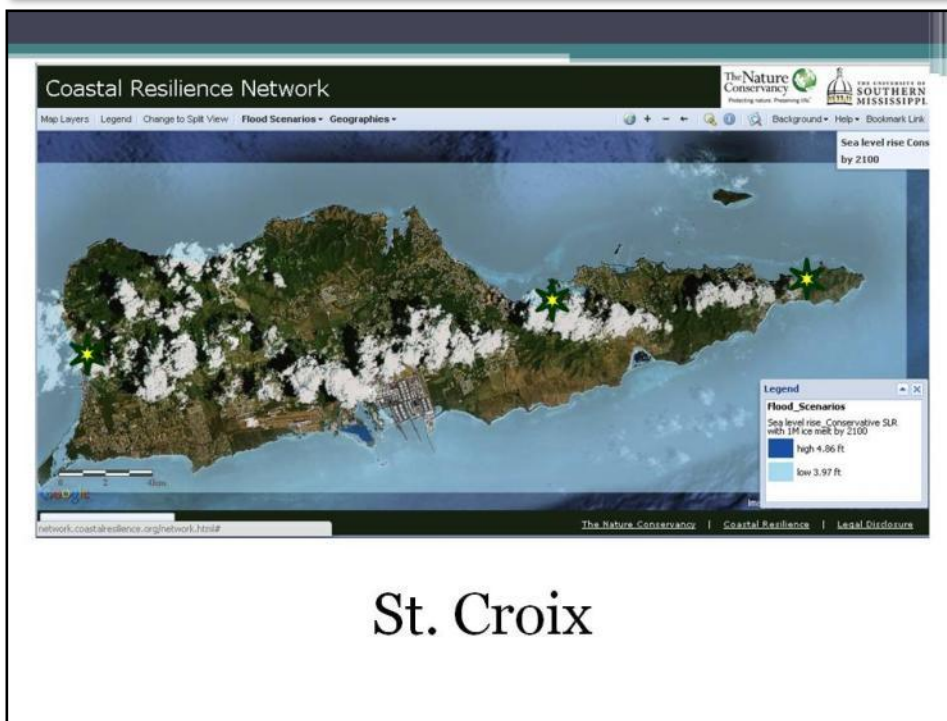 Coastal Resilience Network
The Nature
Conservancy
Protecting nature. Preserving life.
THE UNIVERSITY OF
SOUTHERN
MISSISSIPPI
Map Layers Legend Change to Split View Flood Scenarios Geographies
Background Help Bookmark Link
Sea level rise Cons
by 2100
Legend
Flood_Scenarios
Sea level rise_Conservative SLR
with 1M ice melt by 2100
high 4.86 ft
low 3.97 ft
0 2 4km
Google
network.coastalresilience.org/network.html#
The Nature Conservancy | Coastal Resilience | Legal Disclosure
St. Croix